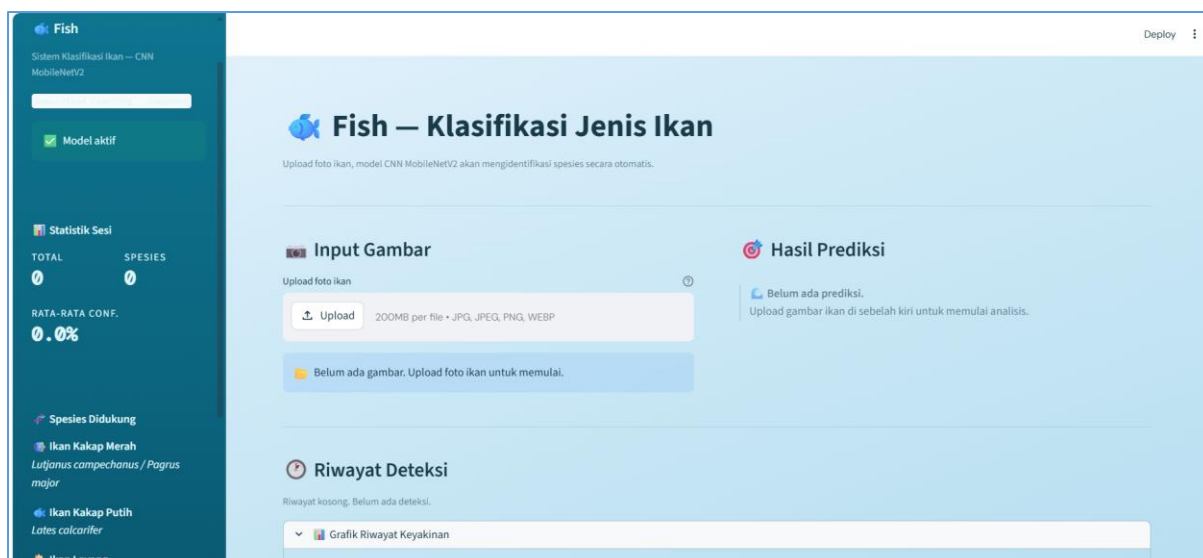 Fish
Sistem Klasifikasi Ikan — CNN
MobileNetV2
Model aktif
Statistik Sesi
TOTAL SPESIES
0 0
RATA-RATA CONF.
0.0%
Spesies Didukung
Ikan Kakap Merah
Lutjanus campechanus / Pagrus
major
Ikan Kakap Putih
Lates calcarifer
Deploy
Fish — Klasifikasi Jenis Ikan
Upload foto ikan, model CNN MobileNetV2 akan mengidentifikasi spesies secara otomatis.
Input Gambar
Upload foto ikan
Upload 200MB per file • JPG, JPEG, PNG, WEBP
Belum ada gambar. Upload foto ikan untuk memulai.
Hasil Prediksi
Belum ada prediksi.
Upload gambar ikan di sebelah kiri untuk memulai analisis.
Riwayat Deteksi
Riwayat kosong. Belum ada deteksi.
Grafik Riwayat Keyakinan